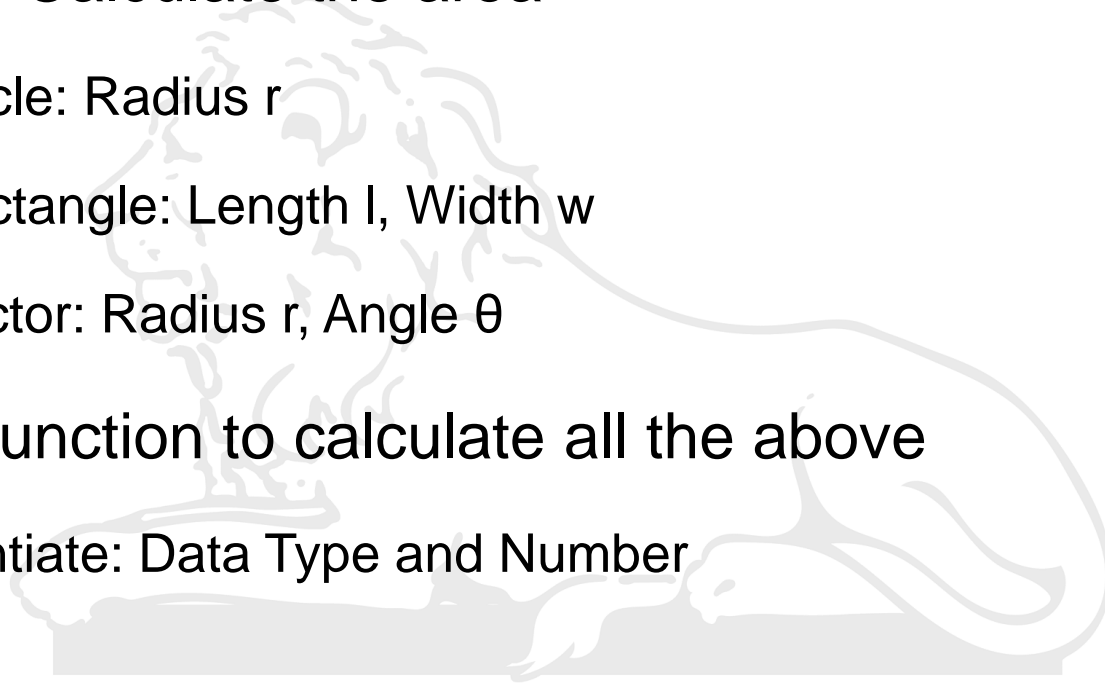 Calculate the area
cle: Radius r
ctangle: Length l, Width w
ctor: Radius r, Angle θ
unction to calculate all the above
ntiate: Data Type and Number